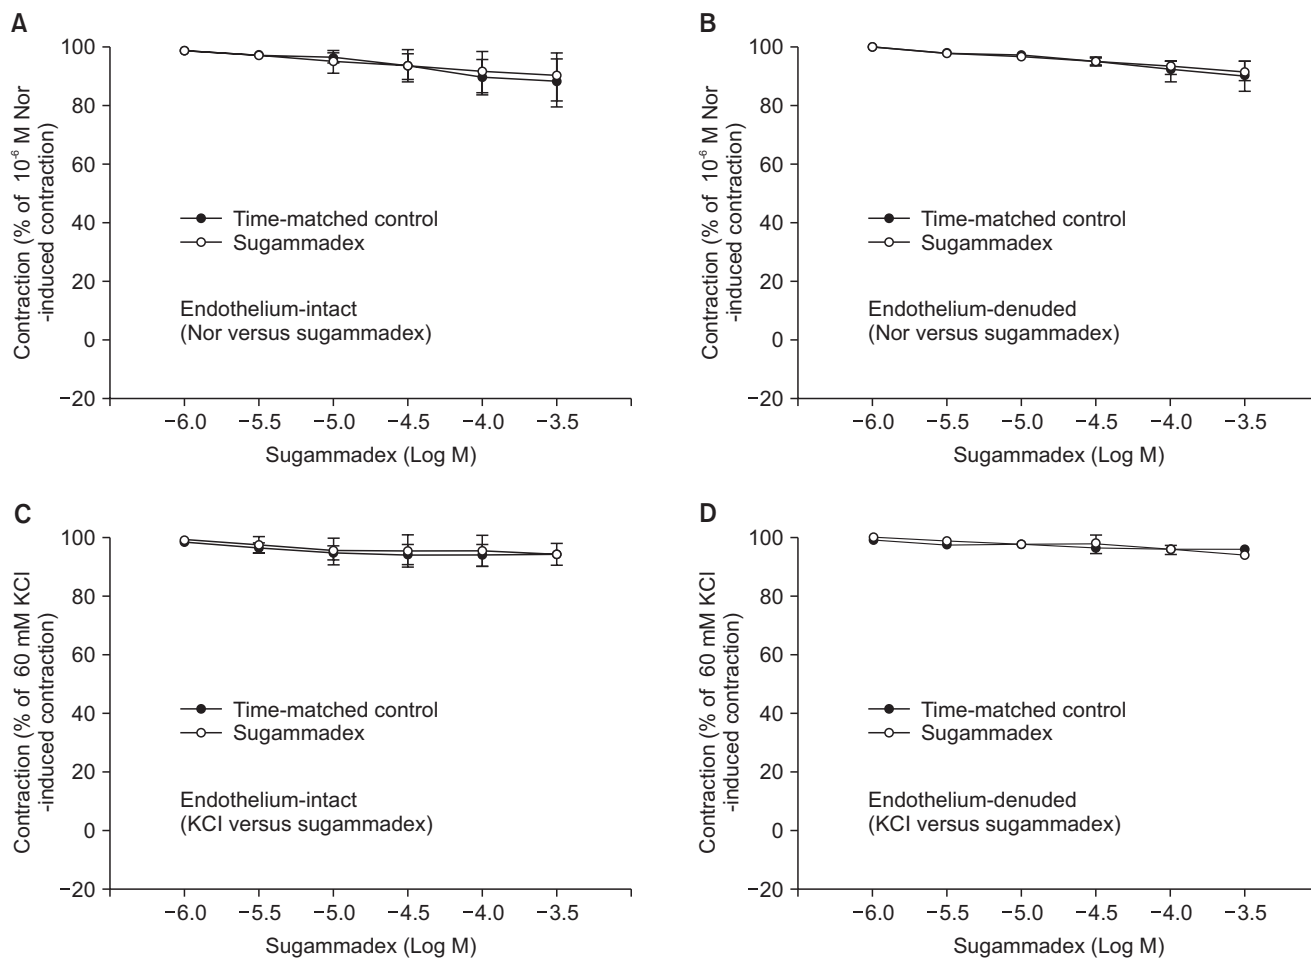 A
Contraction (% of 10⁻⁶ M Nor
-induced contraction)
100
80
60
40
20
0
−20
Time-matched control
Sugammadex
Endothelium-intact
(Nor versus sugammadex)
−6.0 −5.5 −5.0 −4.5 −4.0 −3.5
Sugammadex (Log M)
B
Contraction (% of 10⁻⁶ M Nor
-induced contraction)
100
80
60
40
20
0
−20
Time-matched control
Sugammadex
Endothelium-denuded
(Nor versus sugammadex)
−6.0 −5.5 −5.0 −4.5 −4.0 −3.5
Sugammadex (Log M)
C
Contraction (% of 60 mM KCl
-induced contraction)
100
80
60
40
20
0
−20
Time-matched control
Sugammadex
Endothelium-intact
(KCl versus sugammadex)
−6.0 −5.5 −5.0 −4.5 −4.0 −3.5
Sugammadex (Log M)
D
Contraction (% of 60 mM KCl
-induced contraction)
100
80
60
40
20
0
−20
Time-matched control
Sugammadex
Endothelium-denuded
(KCl versus sugammadex)
−6.0 −5.5 −5.0 −4.5 −4.0 −3.5
Sugammadex (Log M)